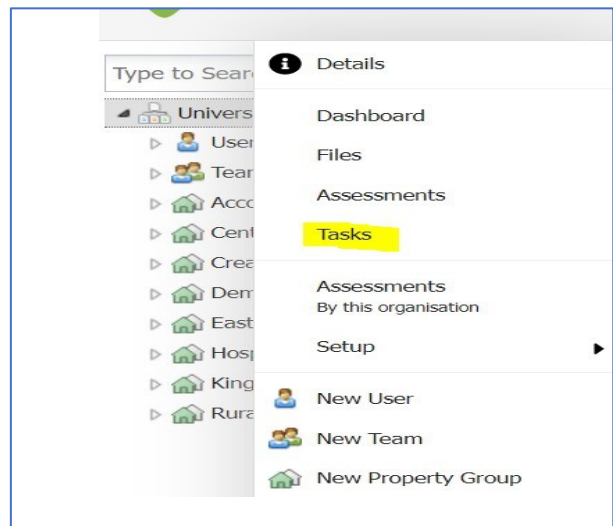 Type to Sear
Univers
User
Tear
Acco
Cent
Crea
Dem
East
Hosp
King
Rura
Details
Dashboard
Files
Assessments
Tasks
Assessments
By this organisation
Setup
New User
New Team
New Property Group